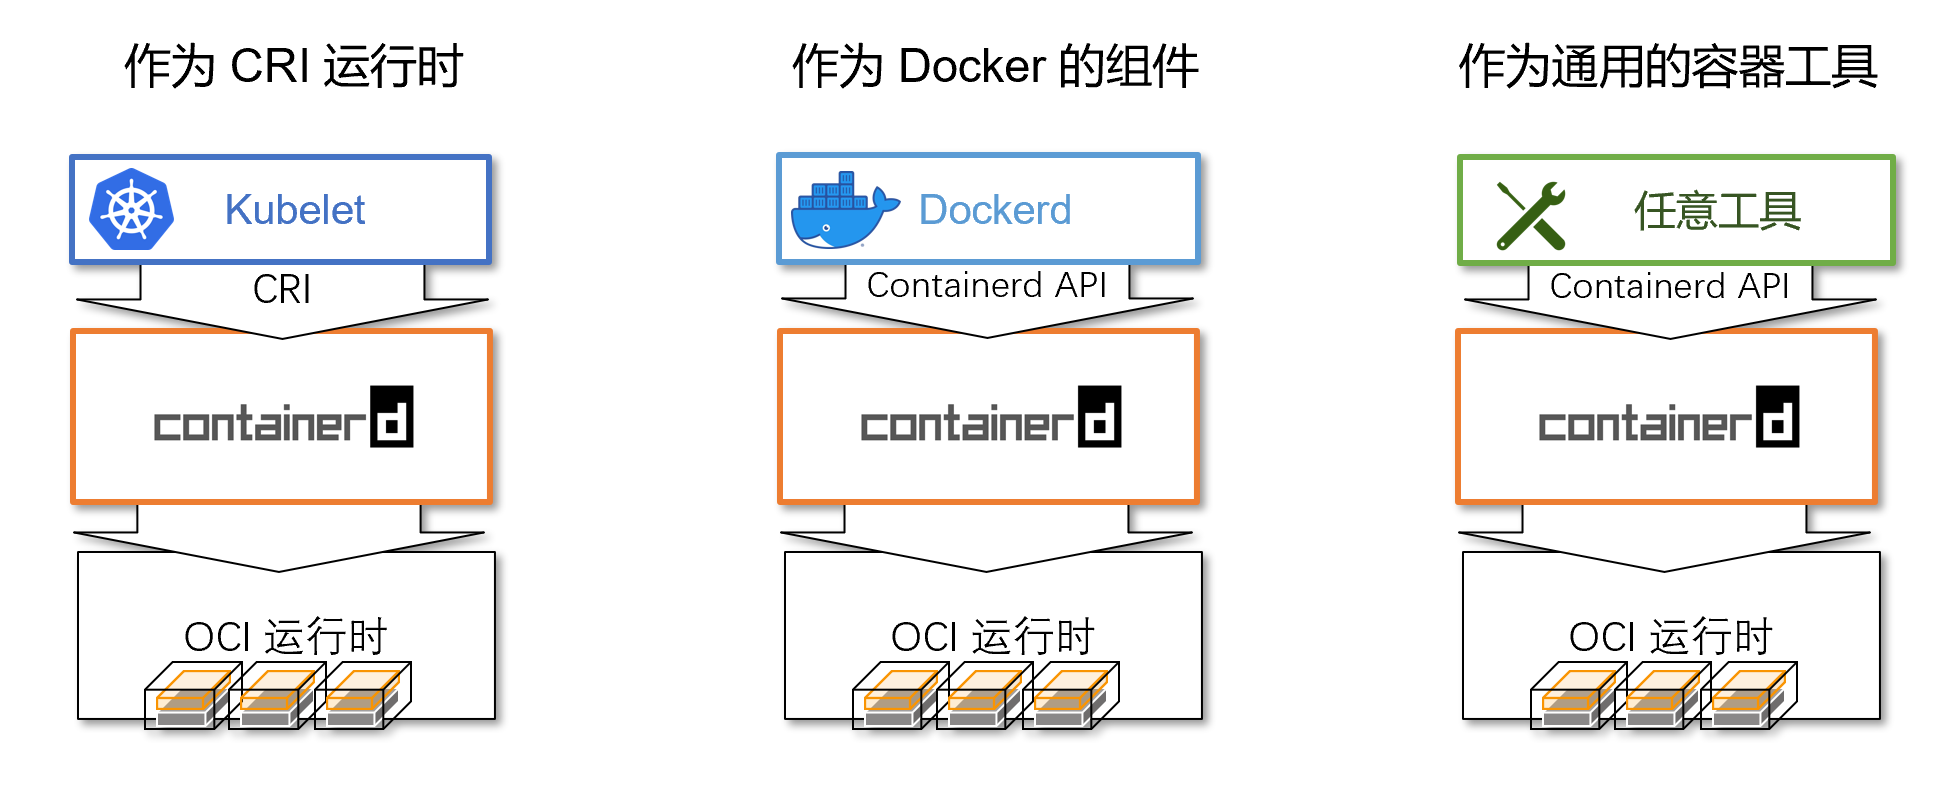 作为 CRI 运行时
Kubelet
CRI
containerd
OCI 运行时
作为 Docker 的组件
Dockerd
Containerd API
containerd
OCI 运行时
作为通用的容器工具
任意工具
Containerd API
containerd
OCI 运行时